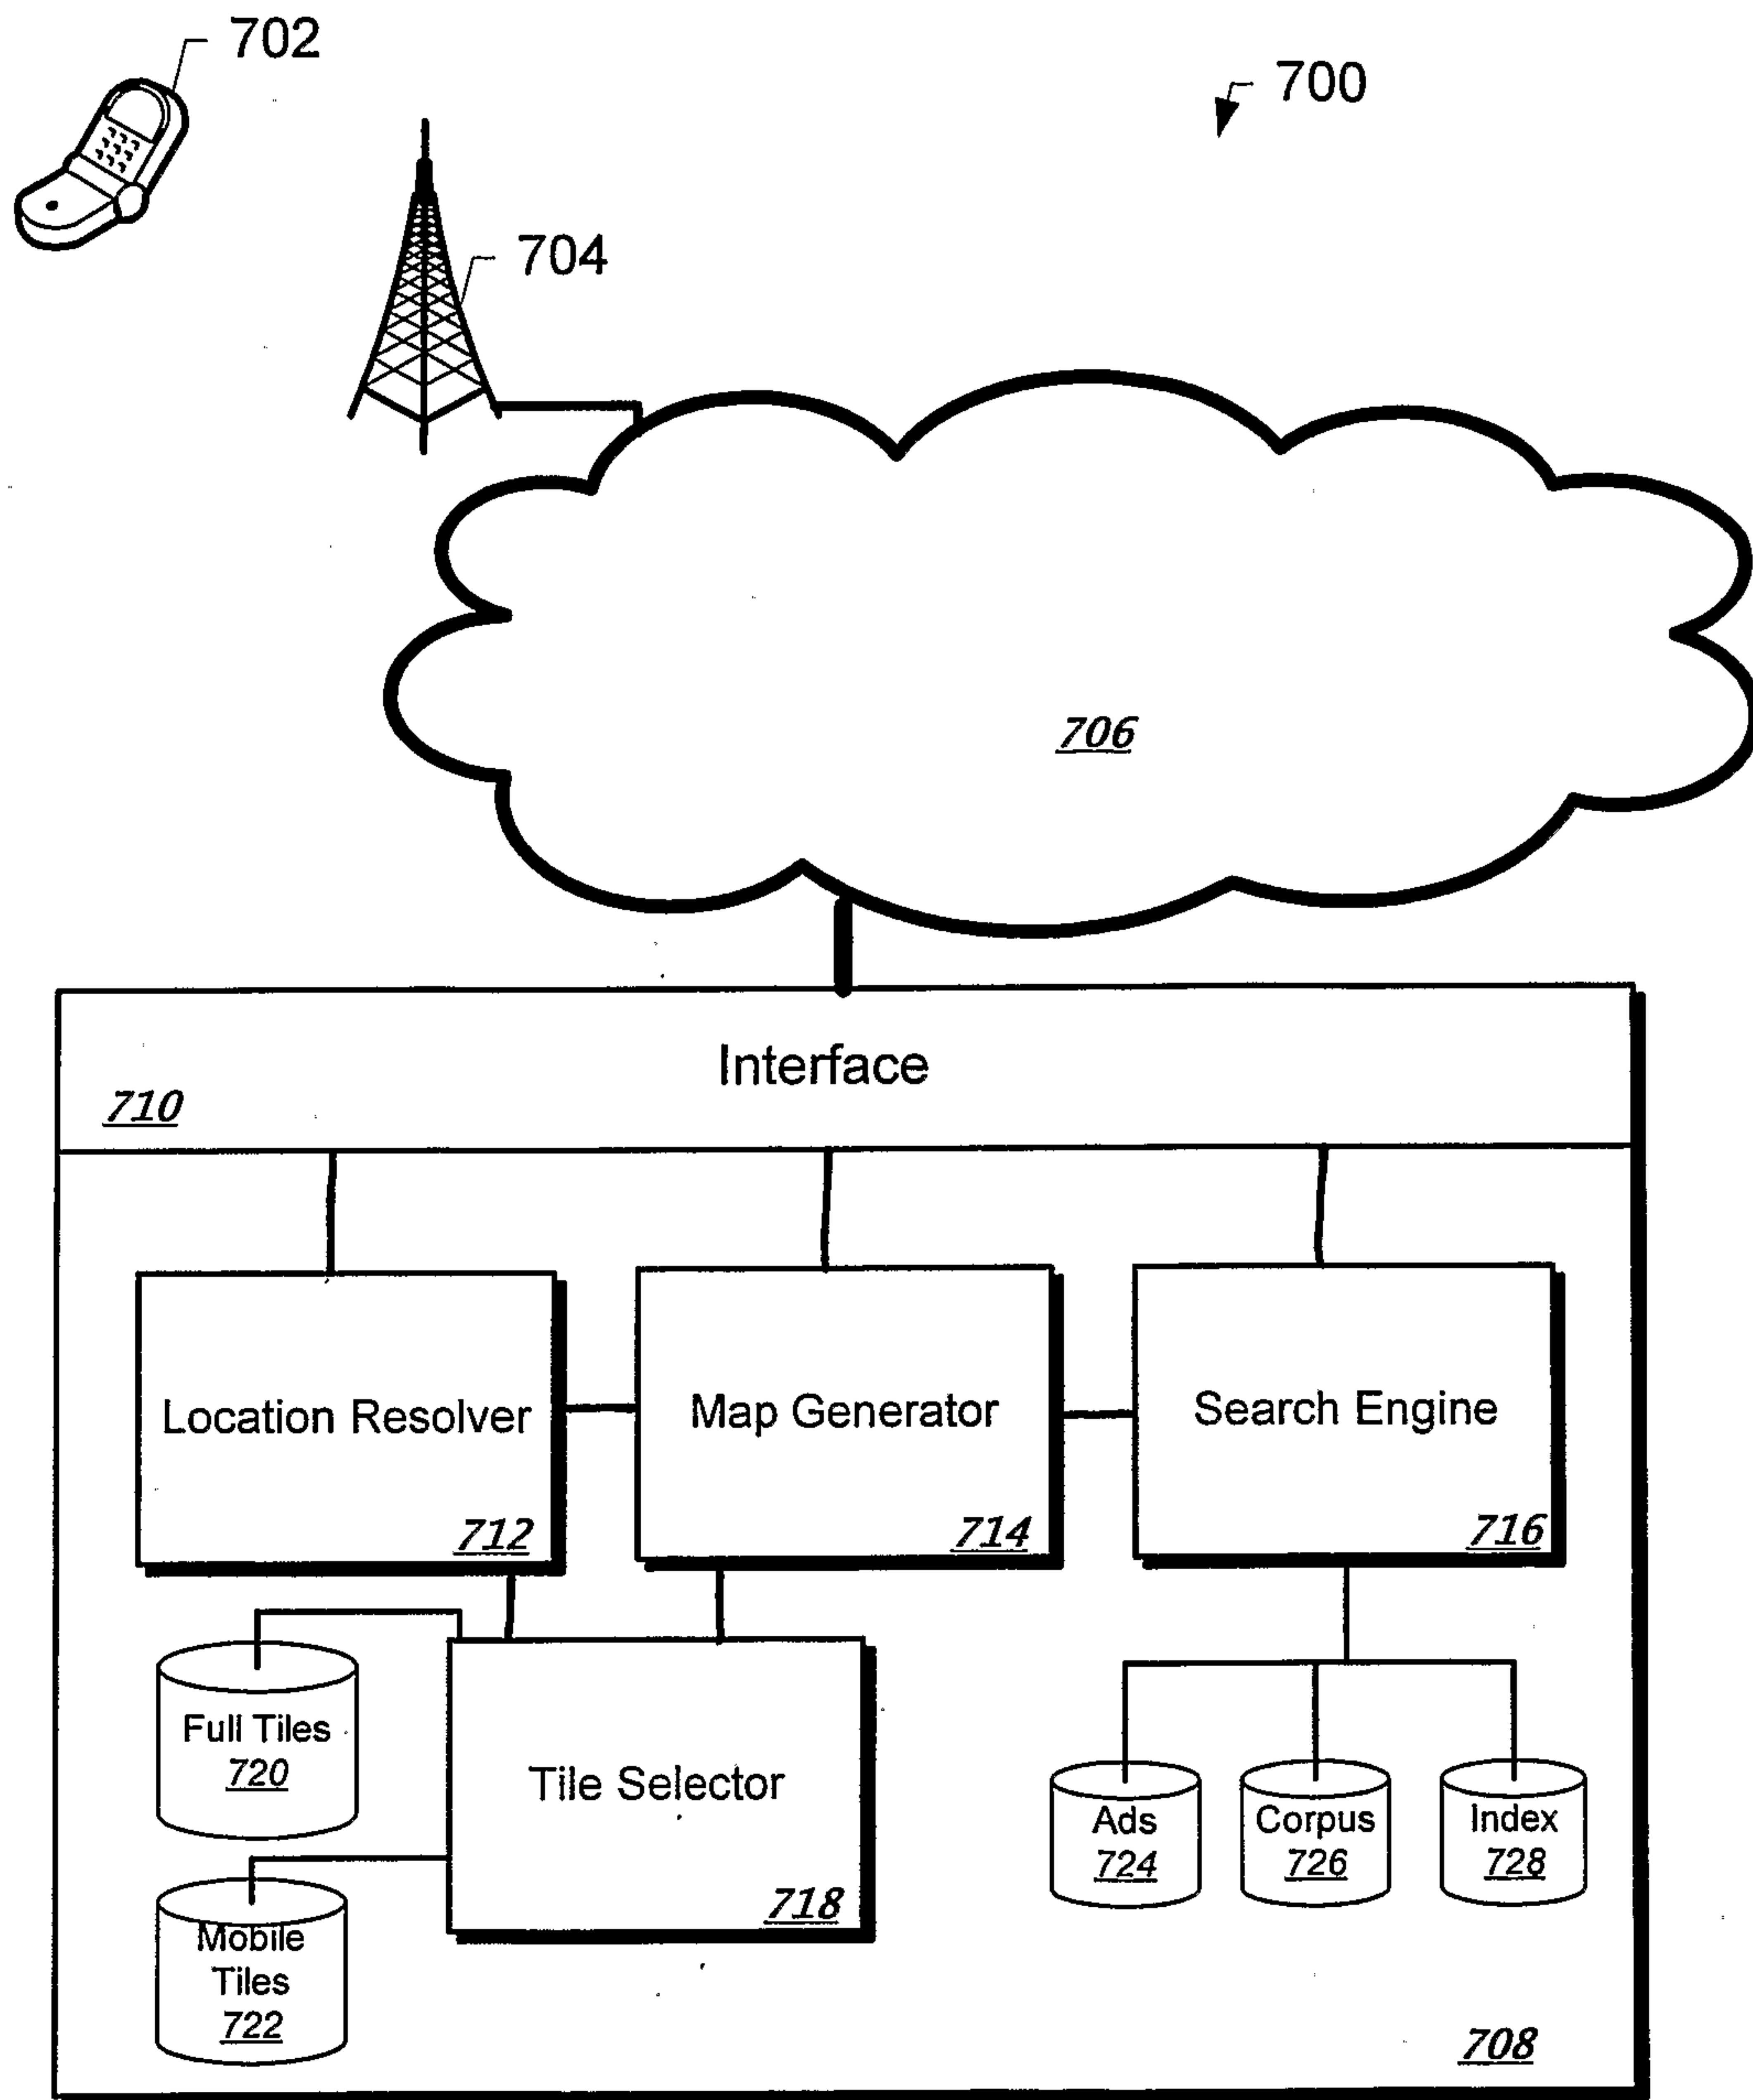 702
700
704
706
Interface
710
Location Resolver
712
Map Generator
714
Search Engine
716
Full Tiles
720
Tile Selector
718
Mobile
Tiles
722
Ads
724
Corpus
726
Index
728
708